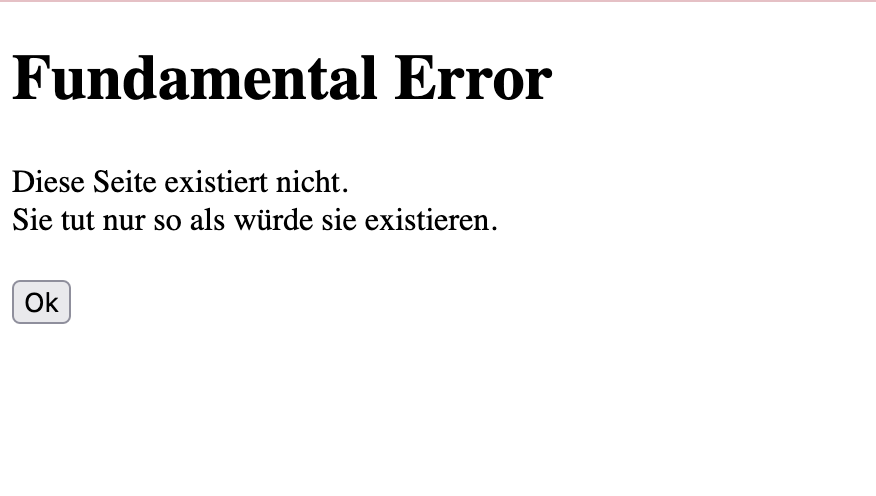 Fundamental Error
Diese Seite existiert nicht.
Sie tut nur so als würde sie existieren.
Ok